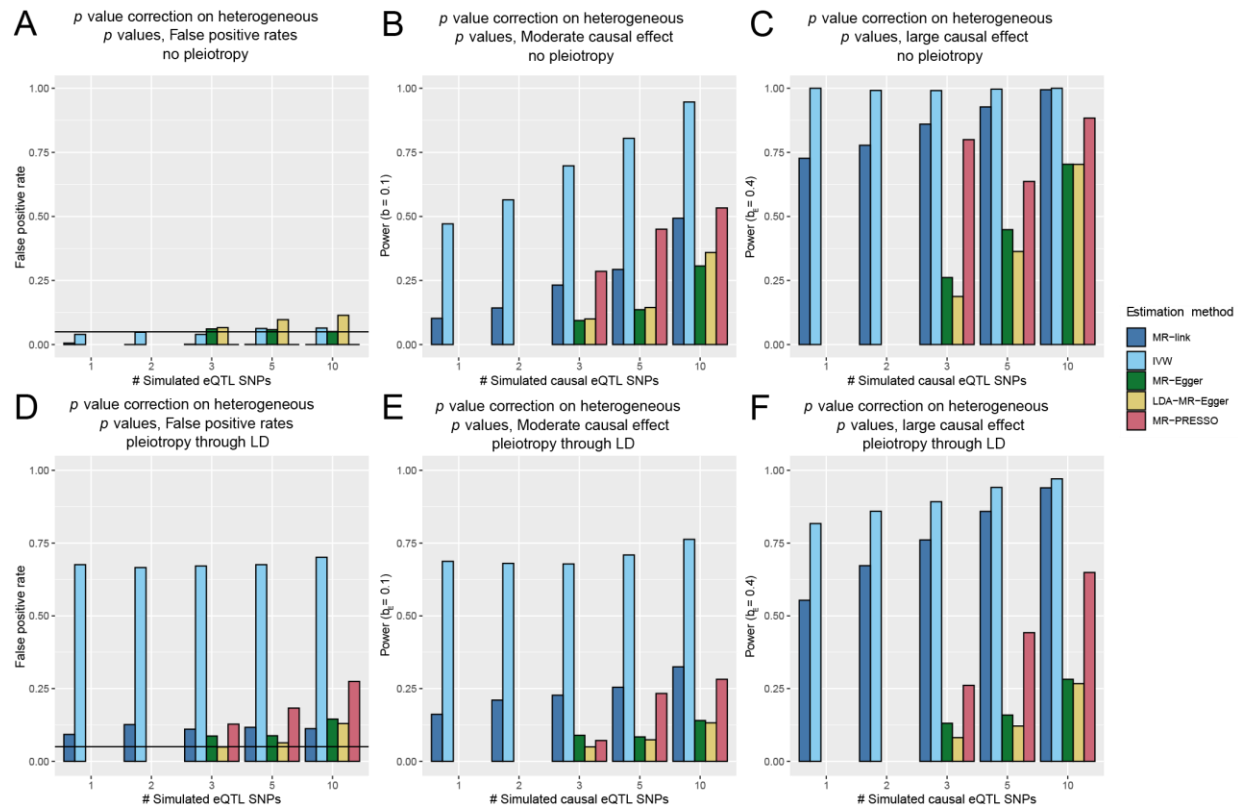 A
p value correction on heterogeneous
p values, False positive rates
no pleiotropy
False positive rate
1.00
0.75
0.50
0.25
0.00
1 2 3 5 10
# Simulated eQTL SNPs
B
p value correction on heterogeneous
p values, Moderate causal effect
no pleiotropy
Power (b = 0.1)
1.00
0.75
0.50
0.25
0.00
1 2 3 5 10
# Simulated causal eQTL SNPs
C
p value correction on heterogeneous
p values, large causal effect
no pleiotropy
Power (bE = 0.4)
1.00
0.75
0.50
0.25
0.00
1 2 3 5 10
# Simulated causal eQTL SNPs
Estimation method
MR-link
IVW
MR-Egger
LDA-MR-Egger
MR-PRESSO
D
p value correction on heterogeneous
p values, False positive rates
pleiotropy through LD
False positive rate
1.00
0.75
0.50
0.25
0.00
1 2 3 5 10
# Simulated eQTL SNPs
E
p value correction on heterogeneous
p values, Moderate causal effect
pleiotropy through LD
Power (bE = 0.1)
1.00
0.75
0.50
0.25
0.00
1 2 3 5 10
# Simulated causal eQTL SNPs
F
p value correction on heterogeneous
p values, large causal effect
pleiotropy through LD
Power (bE = 0.4)
1.00
0.75
0.50
0.25
0.00
1 2 3 5 10
# Simulated causal eQTL SNPs